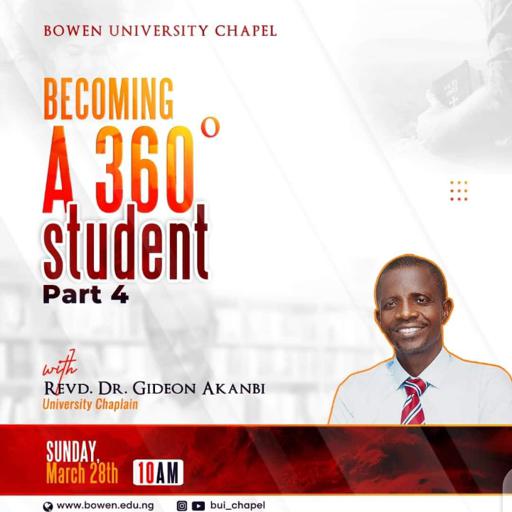 BOWEN UNIVERSITY CHAPEL
BECOMING
A 360°
student
Part 4
with
REVD. DR. GIDEON AKANBI
University Chaplain
SUNDAY,
March 28th 10AM
www.bowen.edu.ng bui_chapel